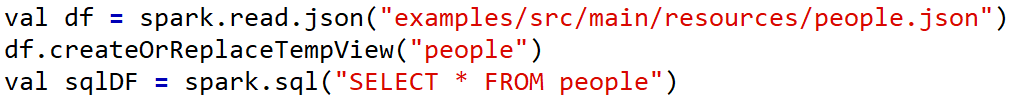 val df = spark.read.json("examples/src/main/resources/people.json")
df.createOrReplaceTempView("people")
val sqlDF = spark.sql("SELECT * FROM people")